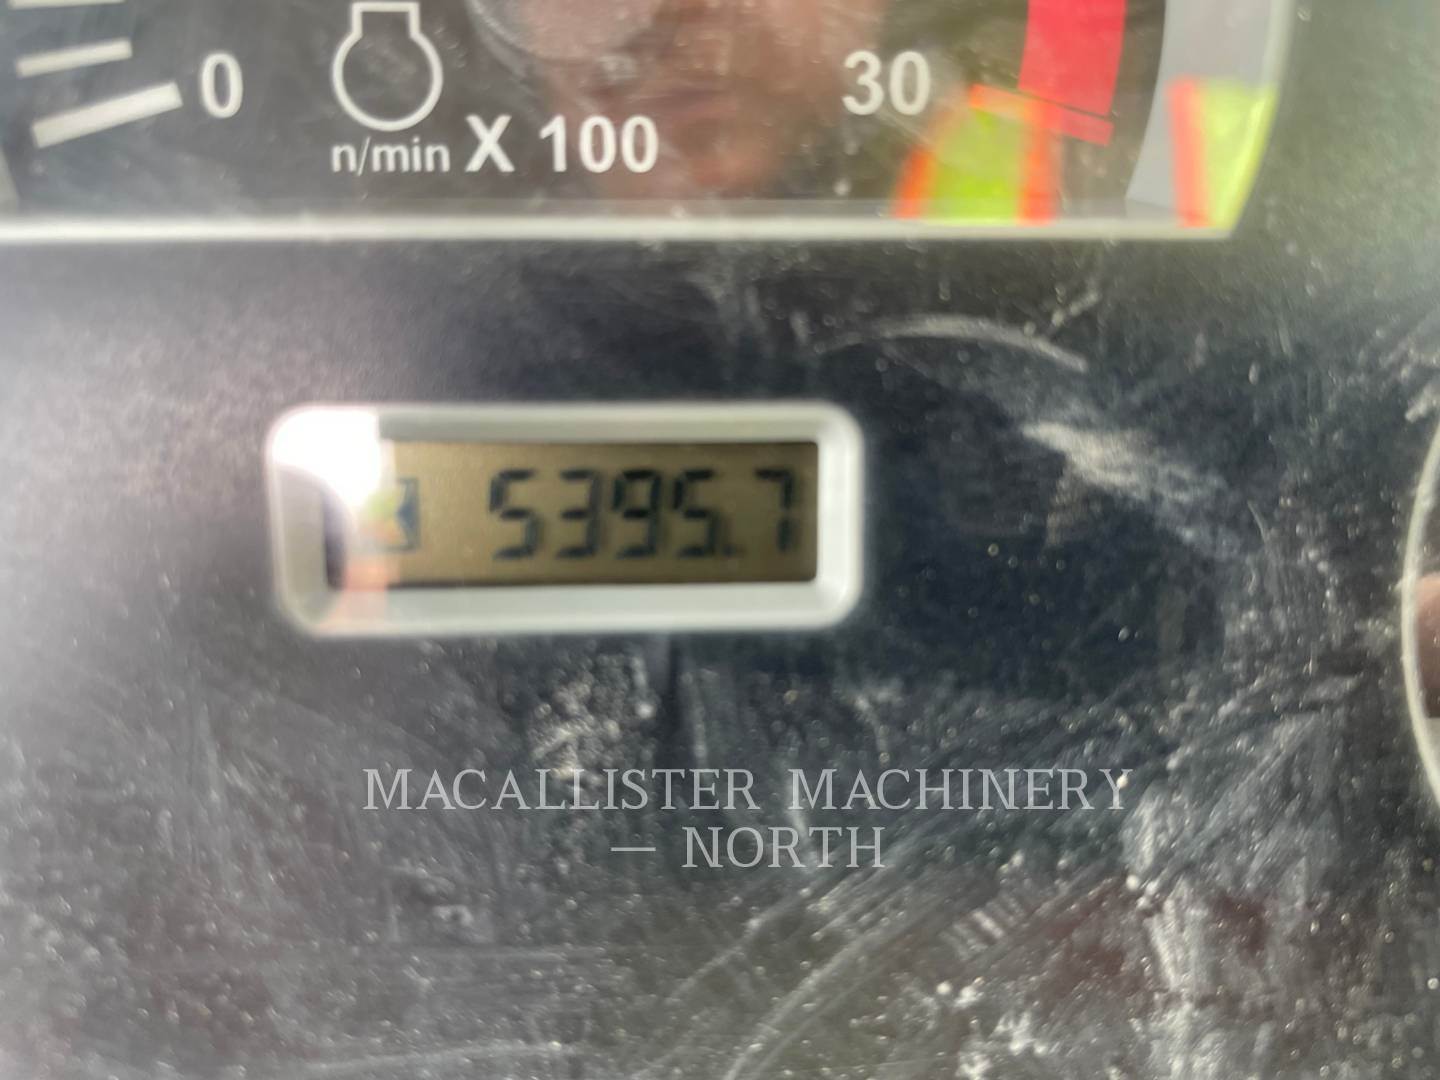 0
30
n/min X 100
5395.7
MACALLISTER MACHINERY
— NORTH